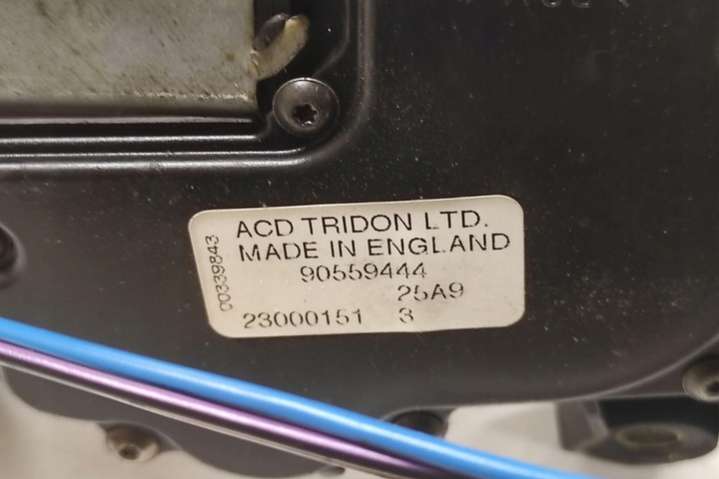 ACD TRIDON LTD.
MADE IN ENGLAND
90559444
25A9
23000151 3
00339843